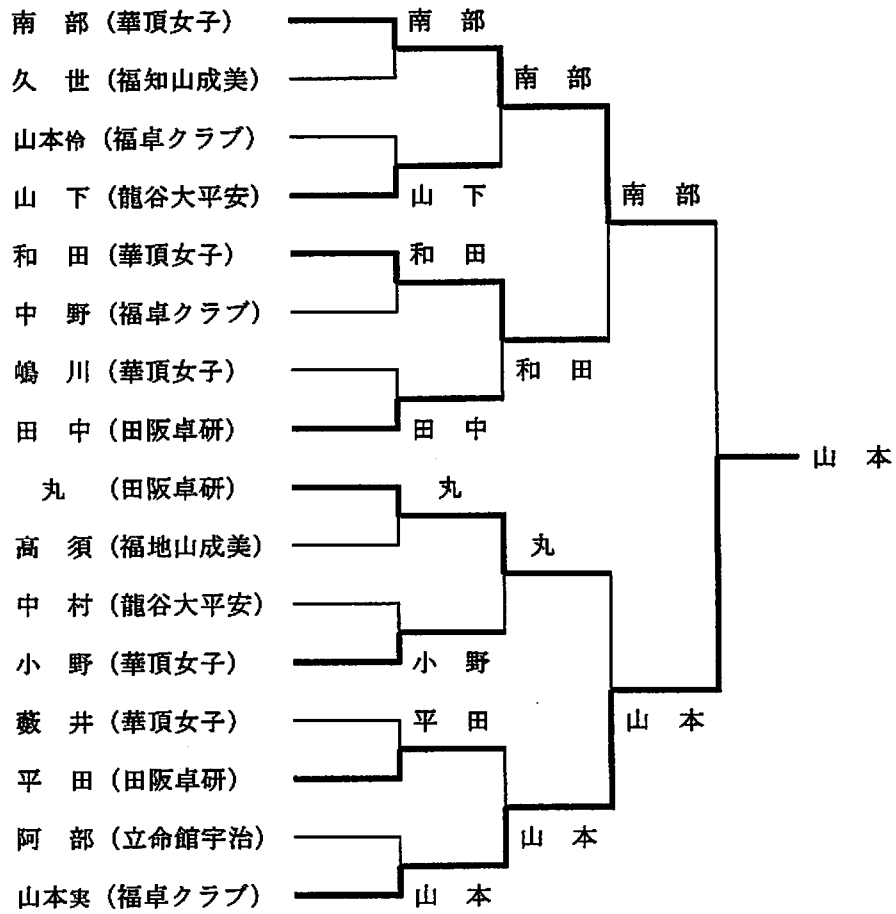 南 部 (華頂女子) 南 部
久 世 (福知山成美) 南 部
山本怜 (福卓クラブ)
山 下 (龍谷大平安) 山 下 南 部
和 田 (華頂女子) 和 田
中 野 (福卓クラブ)
嶋 川 (華頂女子) 和 田
田 中 (田阪卓研) 田 中
山 本
丸 (田阪卓研) 丸
高 須 (福地山成美) 丸
中 村 (龍谷大平安)
小 野 (華頂女子) 小 野
藪 井 (華頂女子) 平 田 山 本
平 田 (田阪卓研)
阿 部 (立命館宇治) 山 本
山本実 (福卓クラブ) 山 本